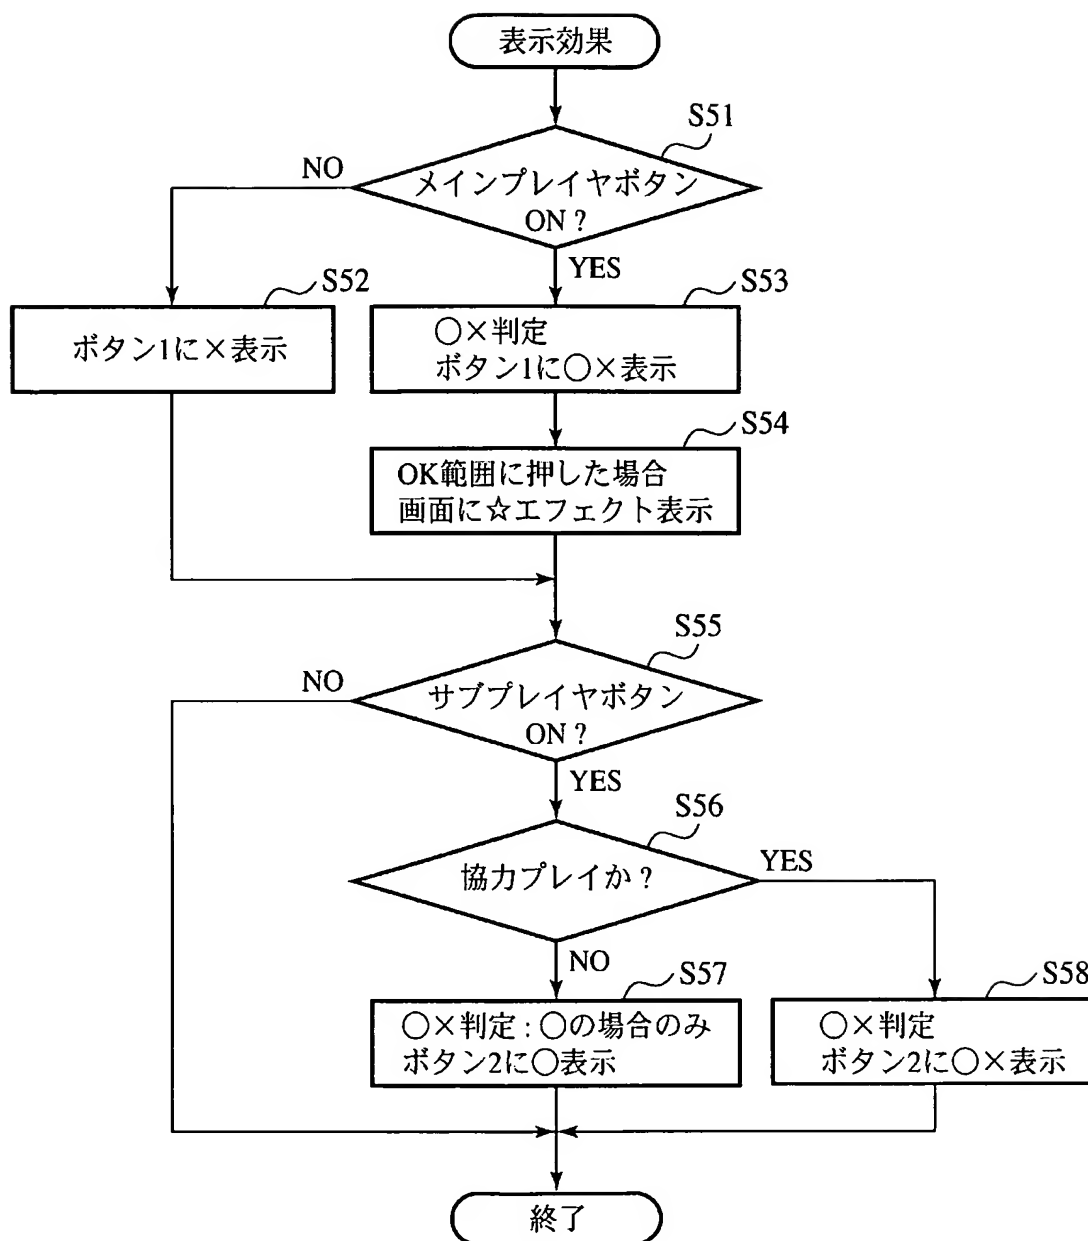 表示効果
S51
メインプレイヤボタン
ON?
NO
YES
S52
ボタン1に×表示
S53
○×判定
ボタン1に○×表示
S54
OK範囲に押した場合
画面に☆エフェクト表示
S55
サブプレイヤボタン
ON?
NO
YES
S56
協力プレイか?
YES
NO
S57
○×判定:○の場合のみ
ボタン2に○表示
S58
○×判定
ボタン2に○×表示
終了